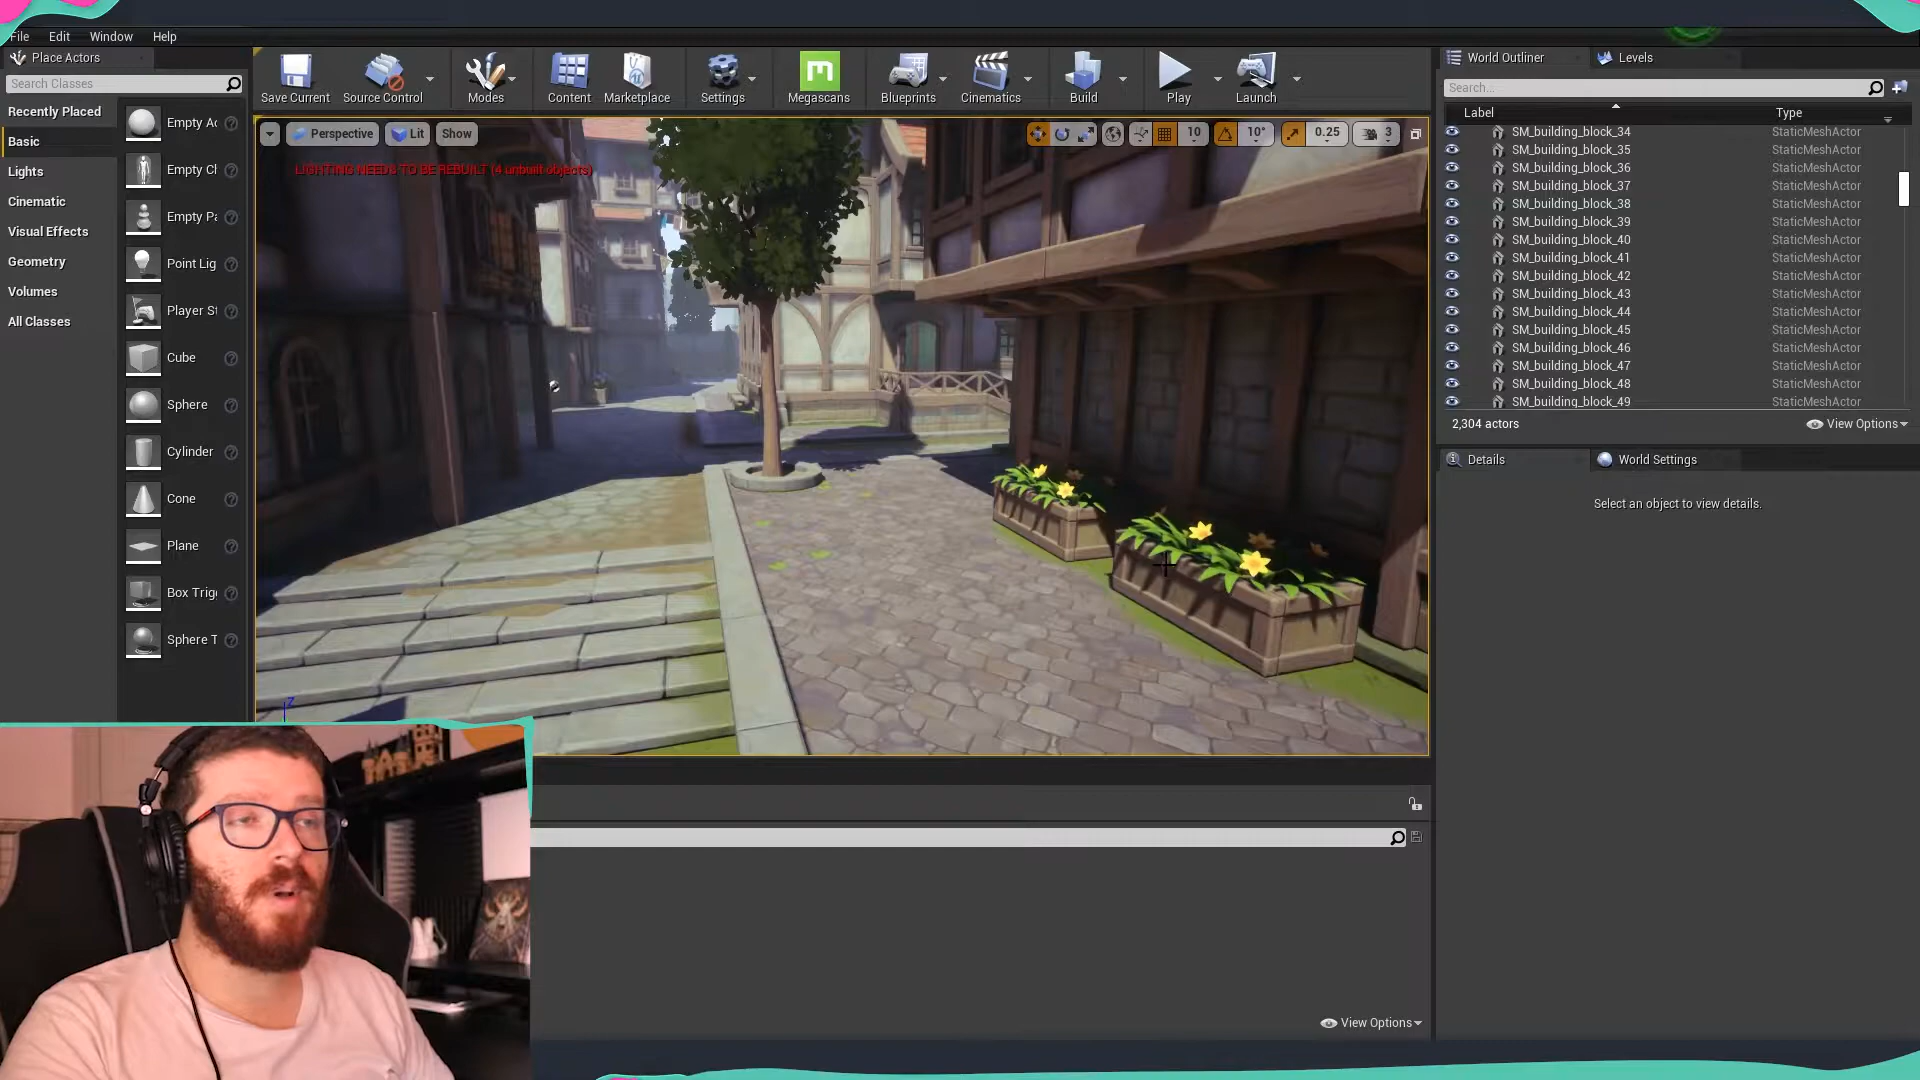 File Edit Window Help
Place Actors
Search Classes
Recently Placed
Basic
Lights
Cinematic
Visual Effects
Geometry
Volumes
All Classes
Empty Ac
Empty Cl
Empty Pa
Point Lig
Player St
Cube
Sphere
Cylinder
Cone
Plane
Box Trig
Sphere T
Save Current
Source Control
Modes
Content
Marketplace
Settings
Megascans
Blueprints
Cinematics
Build
Play
Launch
Perspective
Lit
Show
10
10°
0.25
3
LIGHTING NEEDS TO BE REBUILT (4 unbuilt objects)
Z
World Outliner
Levels
Search...
Label Type
SM_building_block_34 StaticMeshActor
SM_building_block_35 StaticMeshActor
SM_building_block_36 StaticMeshActor
SM_building_block_37 StaticMeshActor
SM_building_block_38 StaticMeshActor
SM_building_block_39 StaticMeshActor
SM_building_block_40 StaticMeshActor
SM_building_block_41 StaticMeshActor
SM_building_block_42 StaticMeshActor
SM_building_block_43 StaticMeshActor
SM_building_block_44 StaticMeshActor
SM_building_block_45 StaticMeshActor
SM_building_block_46 StaticMeshActor
SM_building_block_47 StaticMeshActor
SM_building_block_48 StaticMeshActor
SM_building_block_49 StaticMeshActor
2,304 actors
View Options
Details
World Settings
Select an object to view details.
View Options